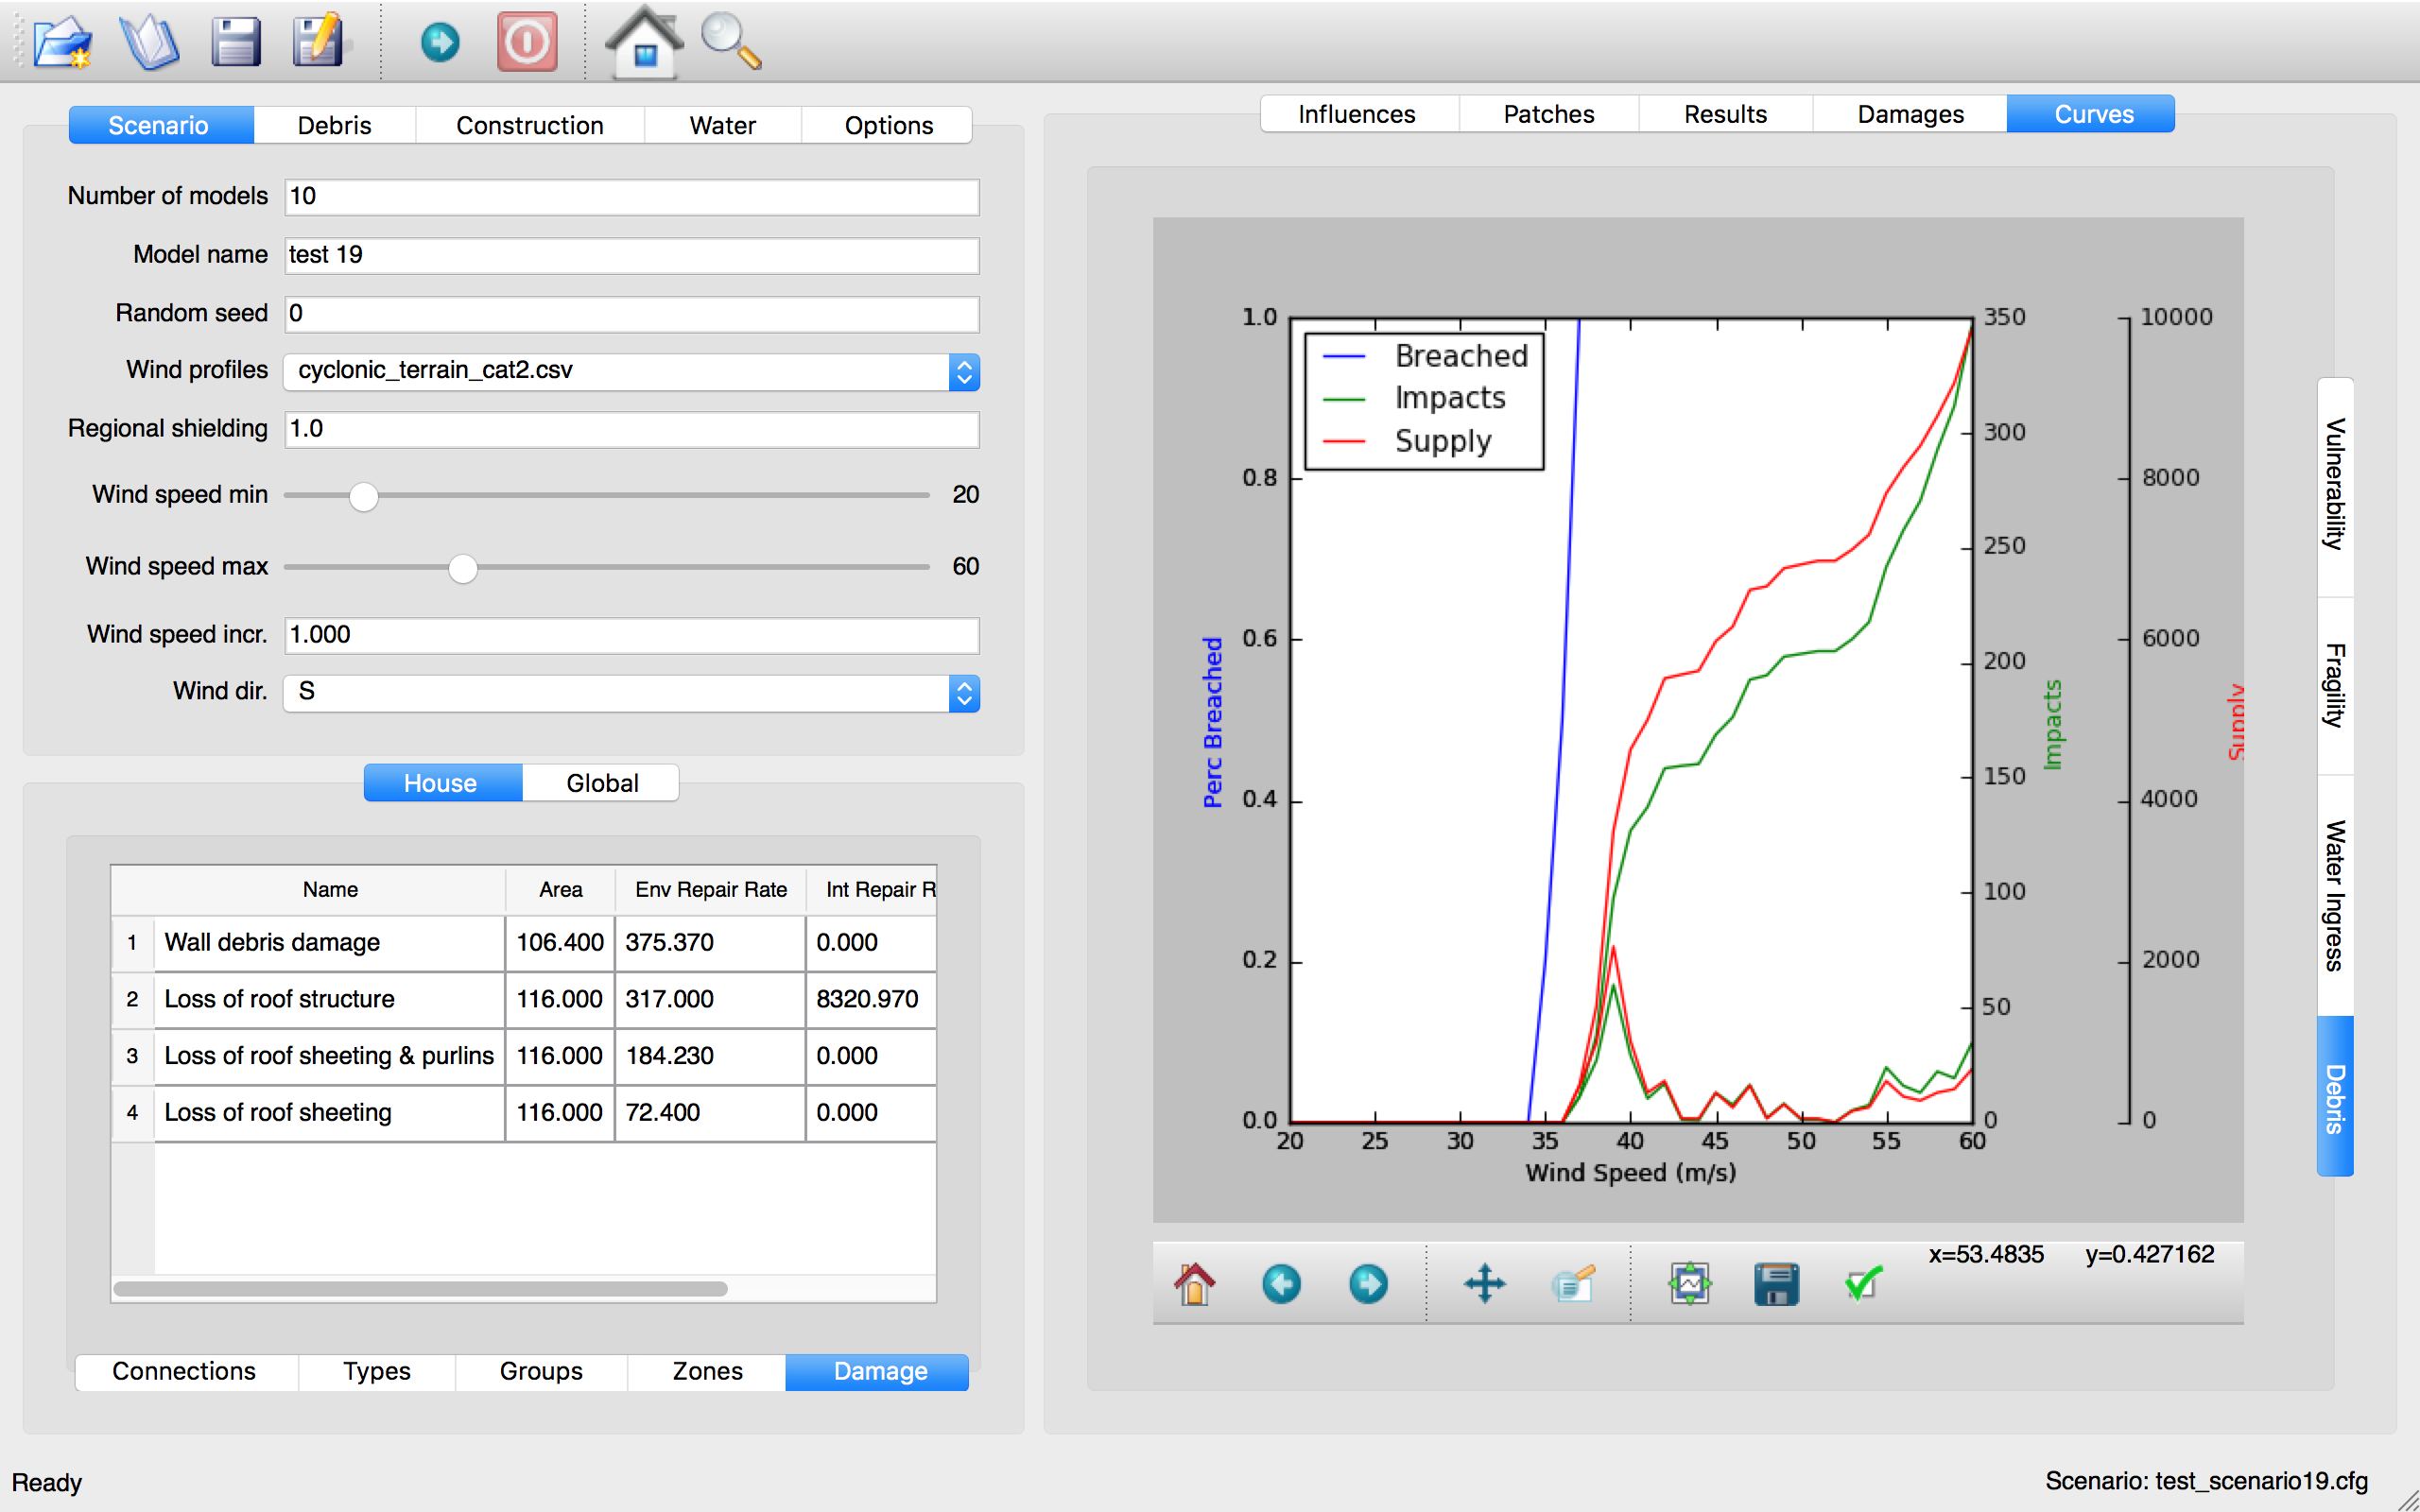 Scenario Debris Construction Water Options
Number of models 10
Model name test 19
Random seed 0
Wind profiles cyclonic_terrain_cat2.csv
Regional shielding 1.0
Wind speed min 20
Wind speed max 60
Wind speed incr. 1.000
Wind dir. S
House Global
Name Area Env Repair Rate Int Repair R
1 Wall debris damage 106.400 375.370 0.000
2 Loss of roof structure 116.000 317.000 8320.970
3 Loss of roof sheeting & purlins 116.000 184.230 0.000
4 Loss of roof sheeting 116.000 72.400 0.000
Connections Types Groups Zones Damage
Influences Patches Results Damages Curves
Breached
Impacts
Supply
Perc Breached
1.0
0.8
0.6
0.4
0.2
0.0
20 25 30 35 40 45 50 55 60
Wind Speed (m/s)
350
300
250
200
150
100
50
0
Impacts
10000
8000
6000
4000
2000
0
Supply
Vulnerability
Fragility
Water Ingress
Debris
x=53.4835 y=0.427162
Ready
Scenario: test_scenario19.cfg